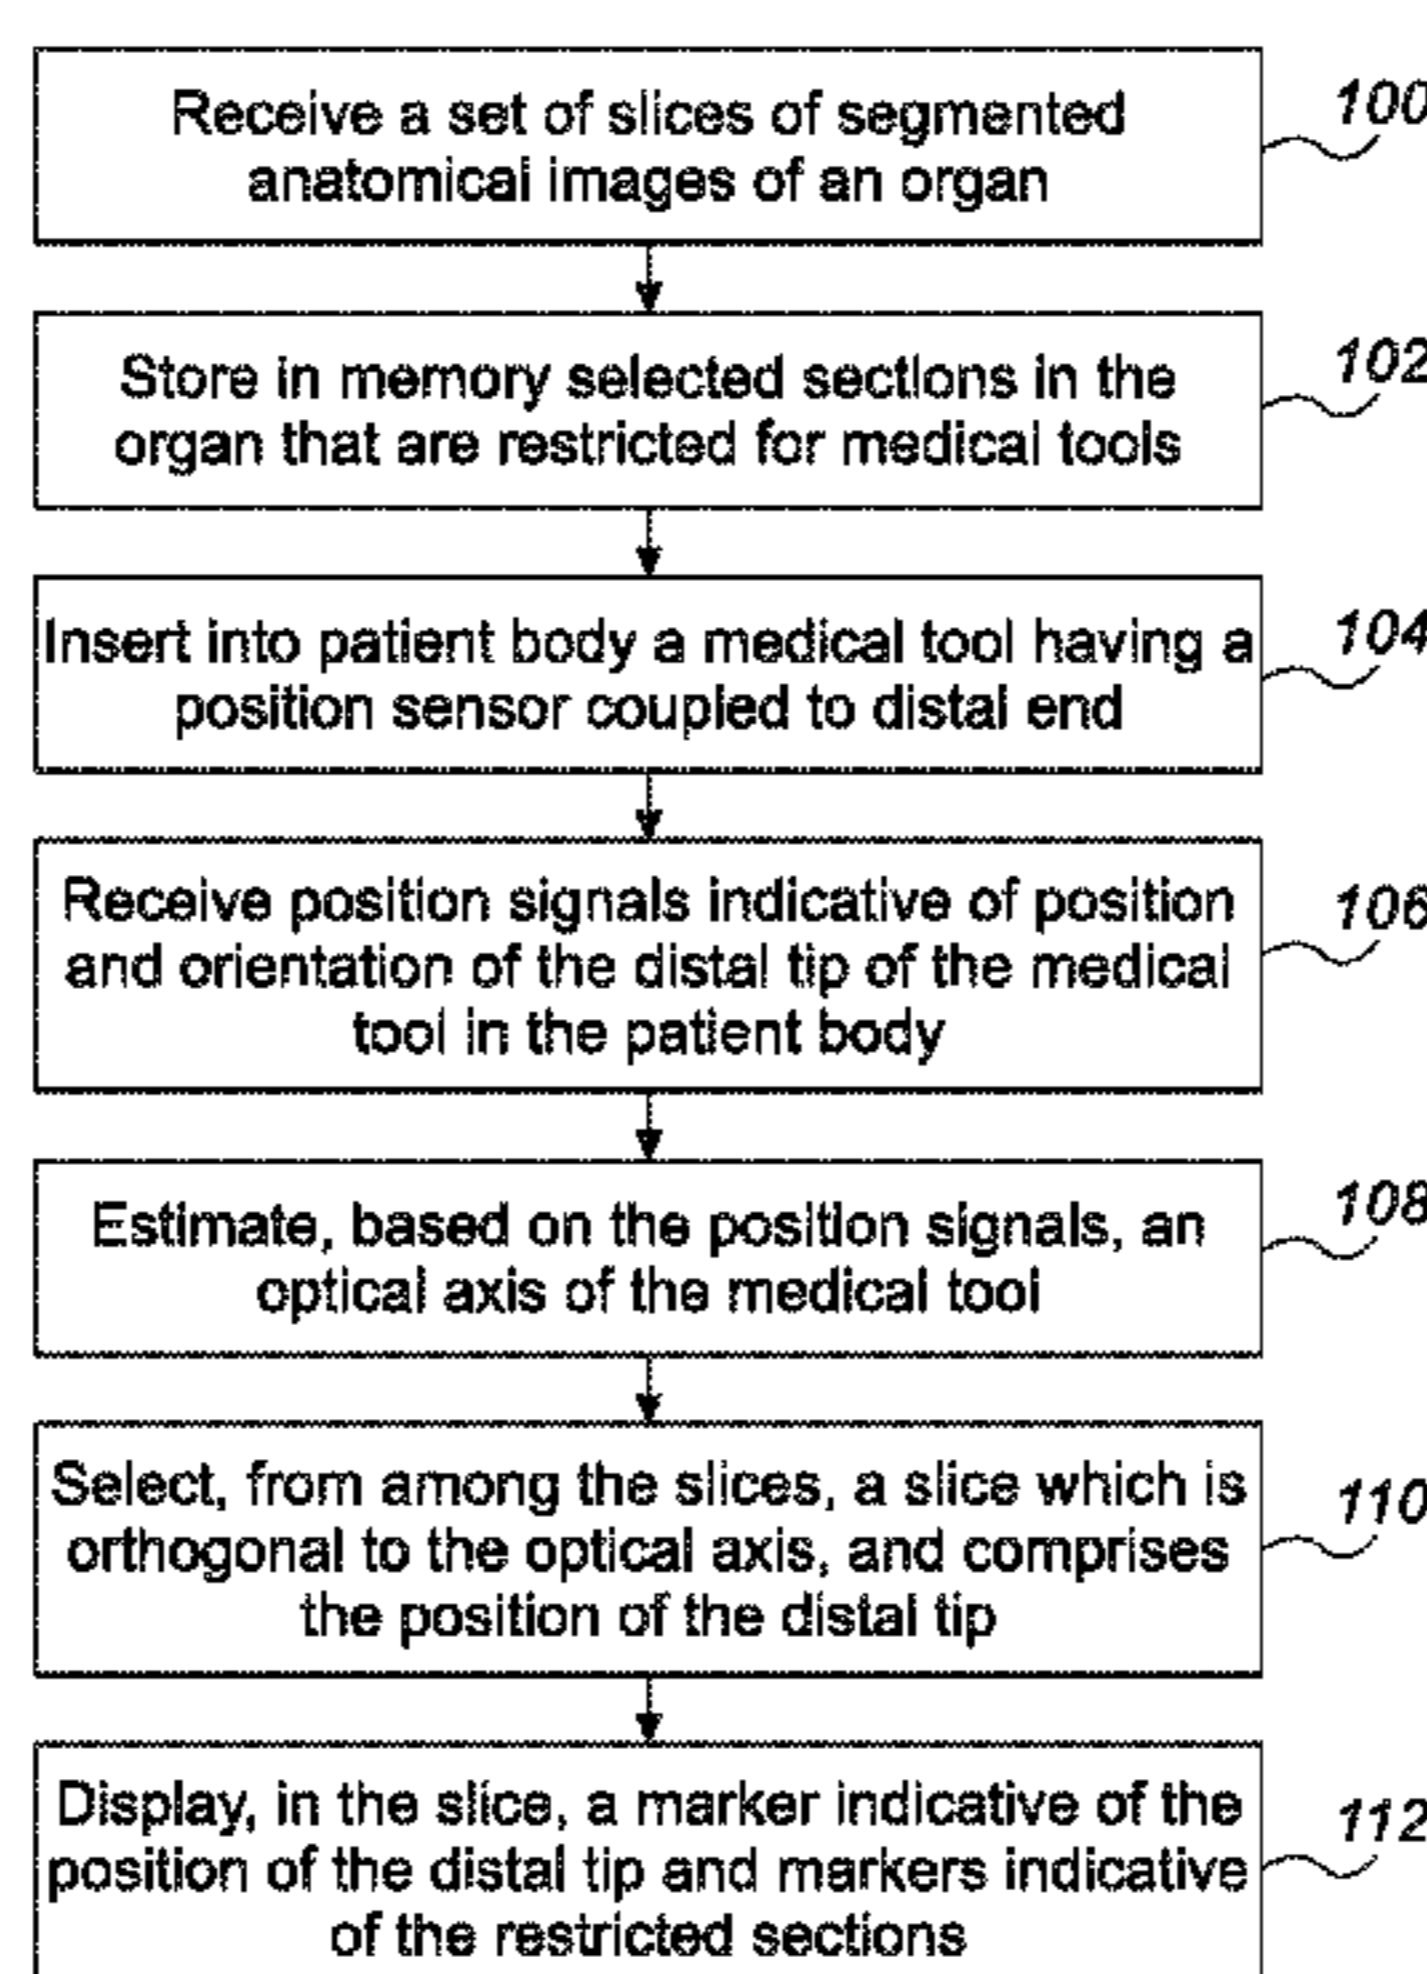 Receive a set of slices of segmented
anatomical images of an organ
100
Store in memory selected sections in the
organ that are restricted for medical tools
102
Insert into patient body a medical tool having a
position sensor coupled to distal end
104
Receive position signals indicative of position
and orientation of the distal tip of the medical
tool in the patient body
106
Estimate, based on the position signals, an
optical axis of the medical tool
108
Select, from among the slices, a slice which is
orthogonal to the optical axis, and comprises
the position of the distal tip
110
Display, in the slice, a marker indicative of the
position of the distal tip and markers indicative
of the restricted sections
112